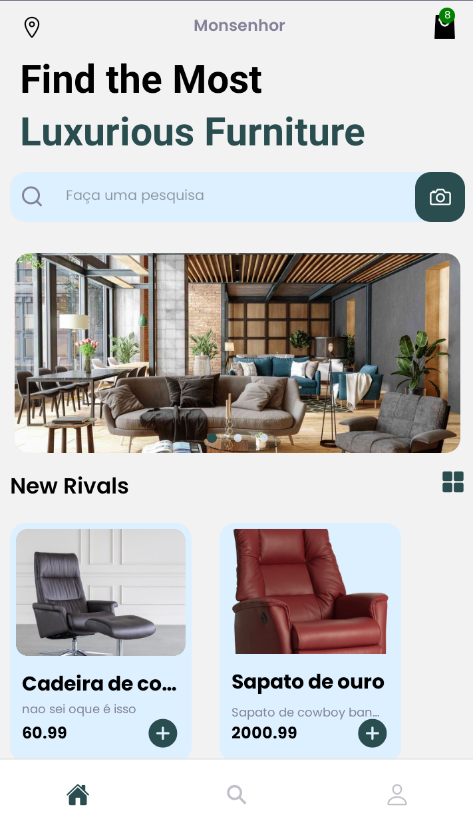 Monsenhor
8
Find the Most
Luxurious Furniture
Faça uma pesquisa
New Rivals
Cadeira de co...
nao sei oque é isso
60.99
Sapato de ouro
Sapato de cowboy ban...
2000.99